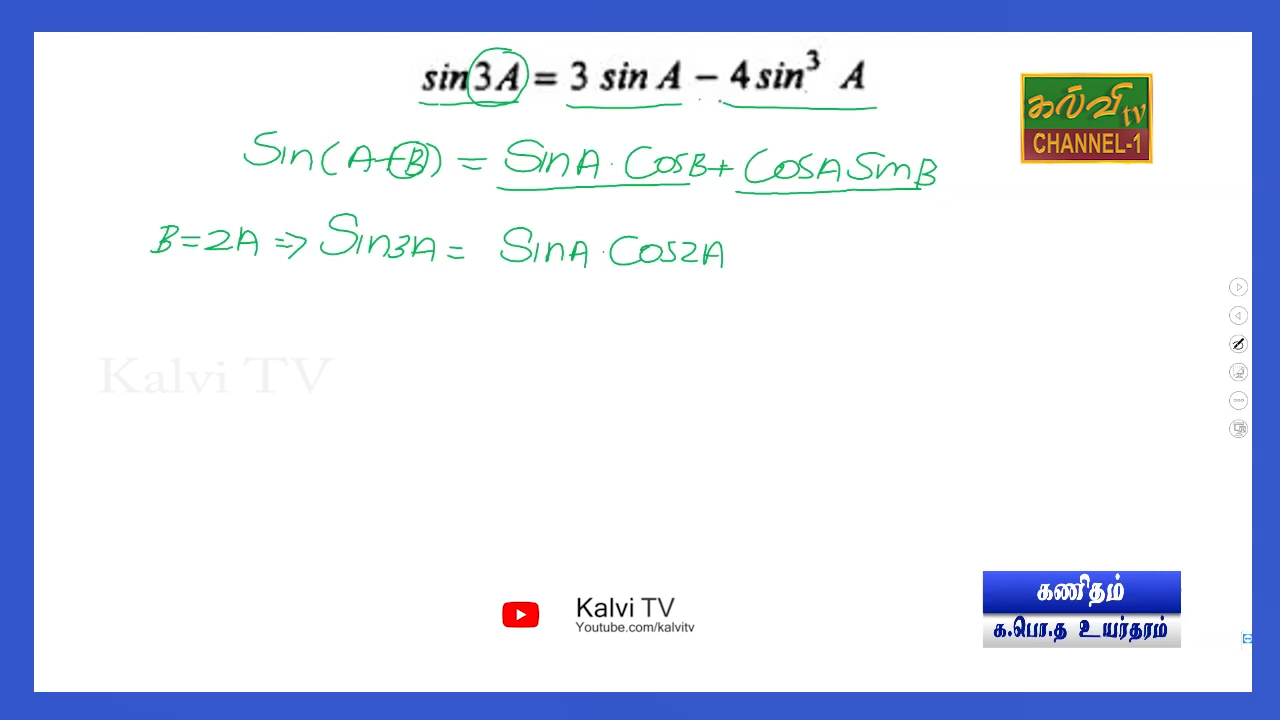 sin3A = 3 sin A − 4 sin³ A
கல்வி tv
CHANNEL-1
Sin(A+B) = SinA · CosB + CosA SinB
B=2A ⇒ Sin3A = SinA · Cos2A
Kalvi TV
Kalvi TV
Youtube.com/kalvitv
கணிதம்
க.பொ.த உயர்தரம்